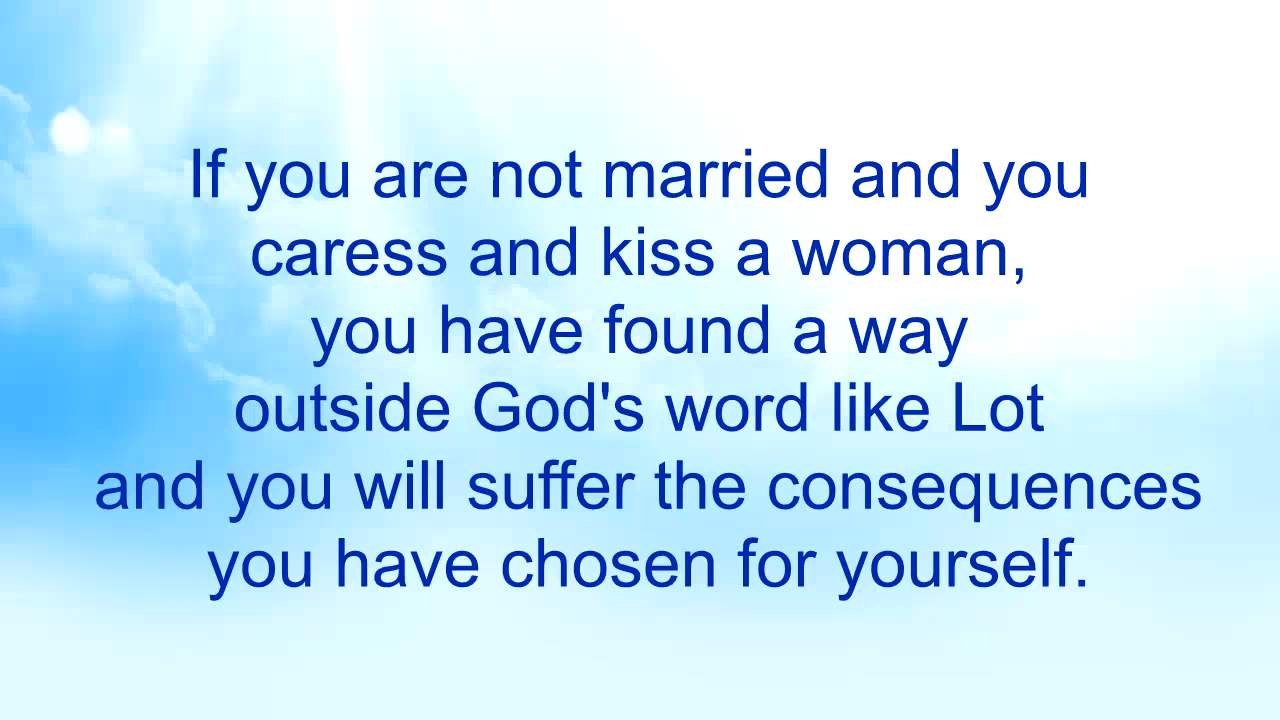 If you are not married and you
caress and kiss a woman,
you have found a way
outside God's word like Lot
and you will suffer the consequences
you have chosen for yourself.